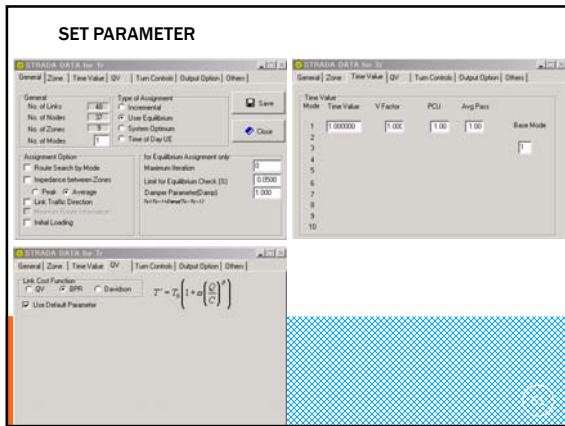 SET PARAMETER
STRADA DATA for Tr
General Zone Time Value QV Turn Controls Output Option Others
General
No. of Links 48
No. of Nodes 37
No. of Zones 9
No. of Modes 1
Type of Assignment
Incremental
User Equilibrium
System Optimum
Time of Day UE
Save
Close
Assignment Option
Route Search by Mode
Impedance between Zones
Peak Average
Link Traffic Direction
Initial Loading
for Equilibrium Assignment only
Maximum Iteration 0
Limit for Equilibrium Check (%) 0.0500
Damper Parameter(Damp) 1.000
STRADA DATA for Tr
General Zone Time Value QV Turn Controls Output Option Others
Time Value
Mode Time Value V Factor PCU Avg Pass
1 1.000000 1.00 1.00 1.00 Base Mode
2
3 1
4
5
6
7
8
9
10
STRADA DATA for Tr
General Zone Time Value QV Turn Controls Output Option Others
Link Cost Function
QV BPR Davidson
Use Default Parameter
T' = T₀(1 + α(Q/C)^β)